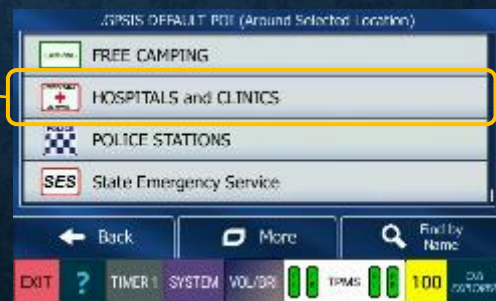 .GPSIS DEFAULT POI (Around Selected Location)
FREE CAMPING
HOSPITALS and CLINICS
POLICE
POLICE STATIONS
SES State Emergency Service
Back More Find by Name
EXIT ? TIMER 1 SYSTEM VOL/BRI TPMS 100